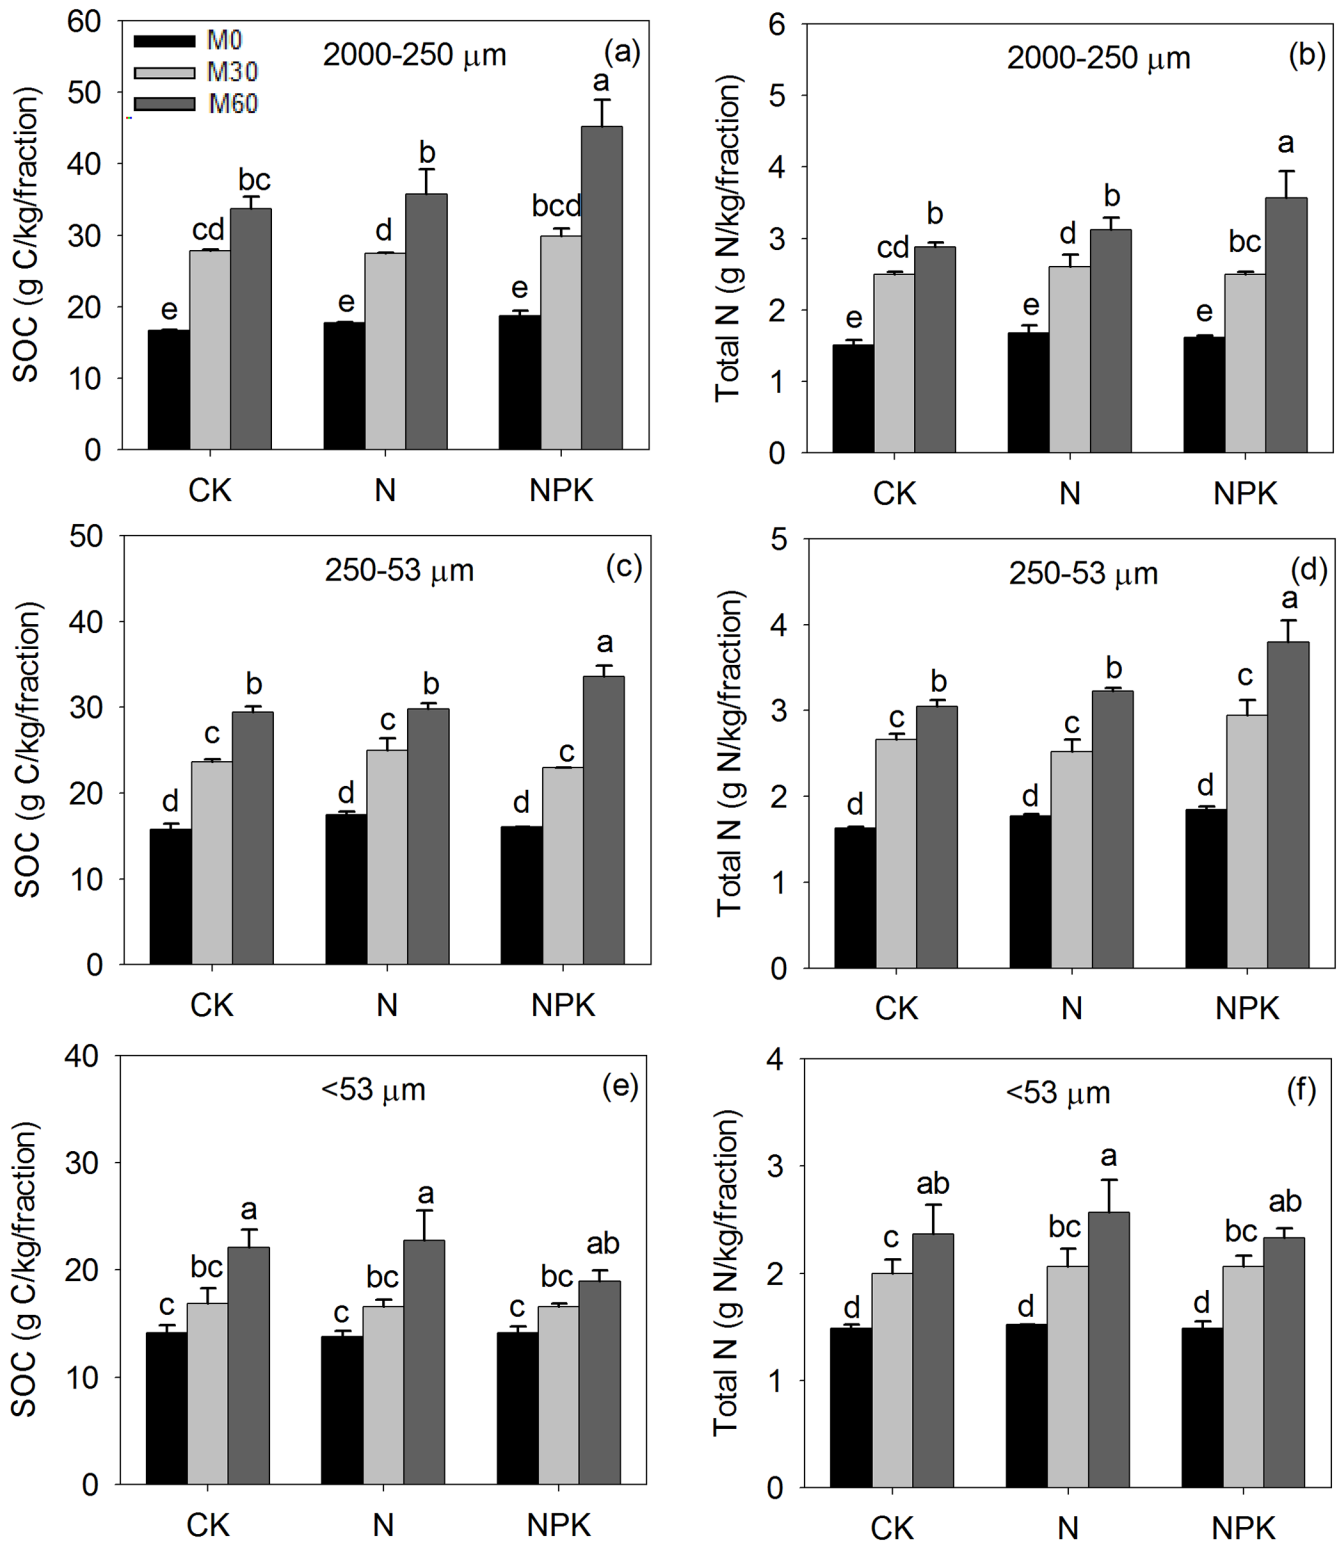 2000-250 μm
(a)
M0
M30
M60
SOC (g C/kg/fraction)
60
50
40
30
20
10
0
e
cd
bc
e
d
b
e
bcd
a
CK
N
NPK
2000-250 μm
(b)
Total N (g N/kg/fraction)
6
5
4
3
2
1
0
e
cd
b
e
d
b
e
bc
a
CK
N
NPK
250-53 μm
(c)
SOC (g C/kg/fraction)
50
40
30
20
10
0
d
c
b
d
c
b
d
c
a
CK
N
NPK
250-53 μm
(d)
Total N (g N/kg/fraction)
5
4
3
2
1
0
d
c
b
d
c
b
d
c
a
CK
N
NPK
<53 μm
(e)
SOC (g C/kg/fraction)
40
30
20
10
0
c
bc
a
c
bc
a
c
bc
ab
CK
N
NPK
<53 μm
(f)
Total N (g N/kg/fraction)
4
3
2
1
0
d
c
ab
d
bc
a
d
bc
ab
CK
N
NPK